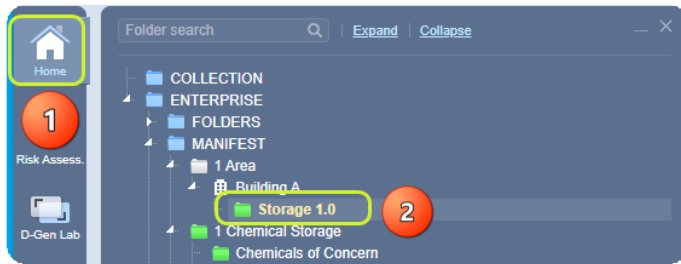 Folder search
Expand
Collapse
Home
COLLECTION
ENTERPRISE
1
FOLDERS
MANIFEST
Risk Assess.
1 Area
Building A
Storage 1.0
2
D-Gen Lab
1 Chemical Storage
Chemicals of Concern